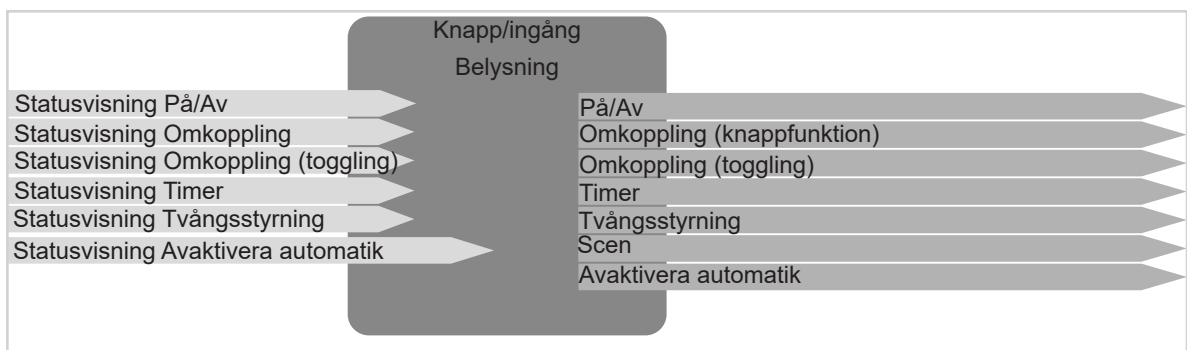 Knapp/ingång
Belysning
Statusvisning På/Av
Statusvisning Omkoppling
Statusvisning Omkoppling (toggling)
Statusvisning Timer
Statusvisning Tvångsstyrning
Statusvisning Avaktivera automatik
På/Av
Omkoppling (knappfunktion)
Omkoppling (toggling)
Timer
Tvångsstyrning
Scen
Avaktivera automatik